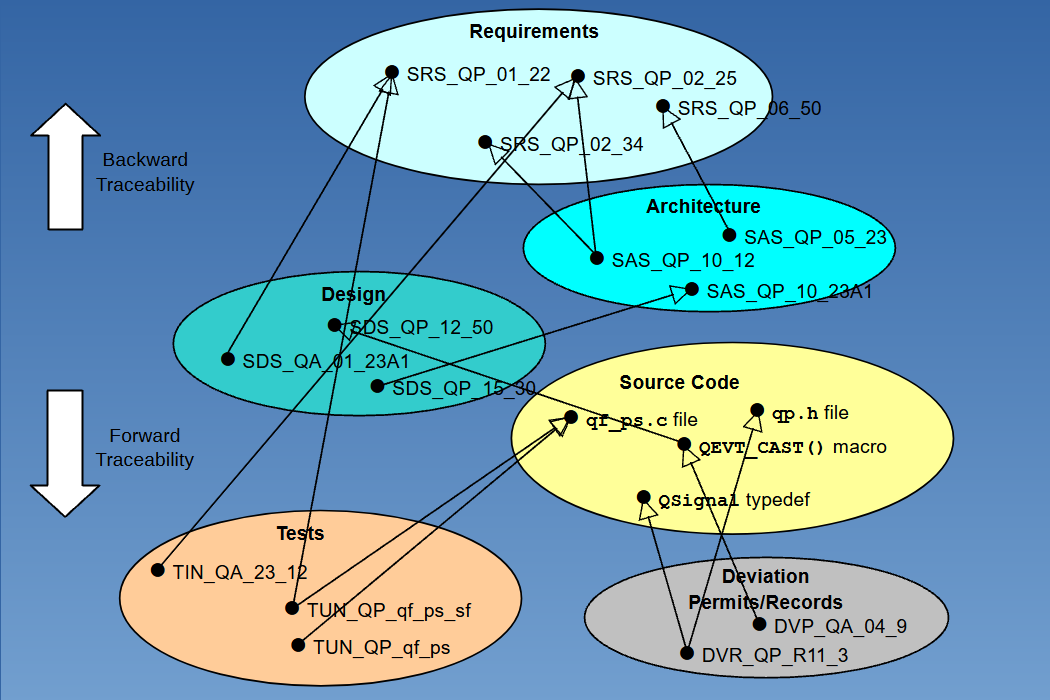 Requirements
SRS_QP_01_22
SRS_QP_02_25
SRS_QP_06_50
SRS_QP_02_34
Backward
Traceability
Architecture
SAS_QP_05_23
SAS_QP_10_12
SAS_QP_10_23A1
Design
SDS_QP_12_50
SDS_QA_01_23A1
SDS_QP_15_30
Source Code
qf_ps.c file
qp.h file
QEVT_CAST() macro
QSignal typedef
Forward
Traceability
Tests
TIN_QA_23_12
TUN_QP_qf_ps_sf
TUN_QP_qf_ps
Deviation
Permits/Records
DVP_QA_04_9
DVR_QP_R11_3